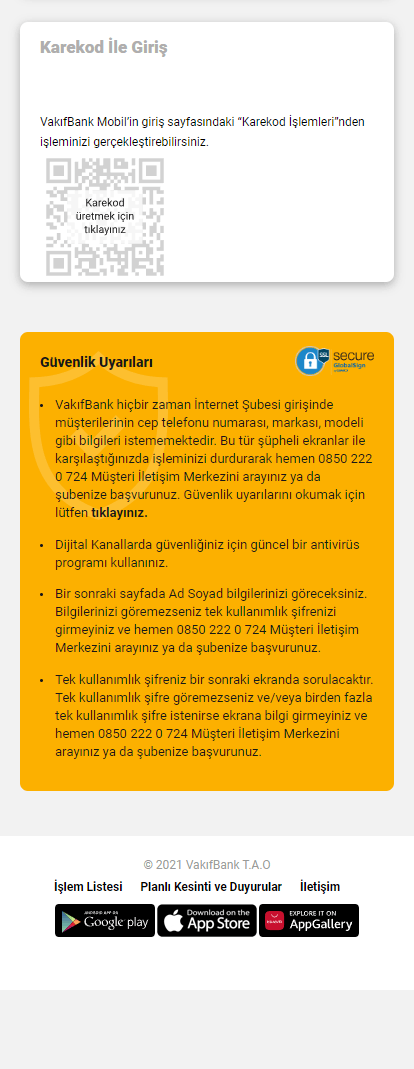 Karekod İle Giriş
VakıfBank Mobil’in giriş sayfasındaki “Karekod İşlemleri”nden
işleminizi gerçekleştirebilirsiniz.
Karekod
üretmek için
tıklayınız
Güvenlik Uyarıları
SSL
secure
GlobalSign
• VakıfBank hiçbir zaman İnternet Şubesi girişinde
müşterilerinin cep telefonu numarası, markası, modeli
gibi bilgileri istememektedir. Bu tür şüpheli ekranlar ile
karşılaştığınızda işleminizi durdurarak hemen 0850 222
0 724 Müşteri İletişim Merkezini arayınız ya da
şubenize başvurunuz. Güvenlik uyarılarını okumak için
lütfen tıklayınız.
• Dijital Kanallarda güvenliğiniz için güncel bir antivirüs
programı kullanınız.
• Bir sonraki sayfada Ad Soyad bilgilerinizi göreceksiniz.
Bilgilerinizi göremezseniz tek kullanımlık şifrenizi
girmeyiniz ve hemen 0850 222 0 724 Müşteri İletişim
Merkezini arayınız ya da şubenize başvurunuz.
• Tek kullanımlık şifreniz bir sonraki ekranda sorulacaktır.
Tek kullanımlık şifre göremezseniz ve/veya birden fazla
tek kullanımlık şifre istenirse ekrana bilgi girmeyiniz ve
hemen 0850 222 0 724 Müşteri İletişim Merkezini
arayınız ya da şubenize başvurunuz.
© 2021 VakıfBank T.A.O
İşlem Listesi Planlı Kesinti ve Duyurular İletişim
ANDROID APP ON
Google play
Download on the
App Store
HUAWEI
EXPLORE IT ON
AppGallery